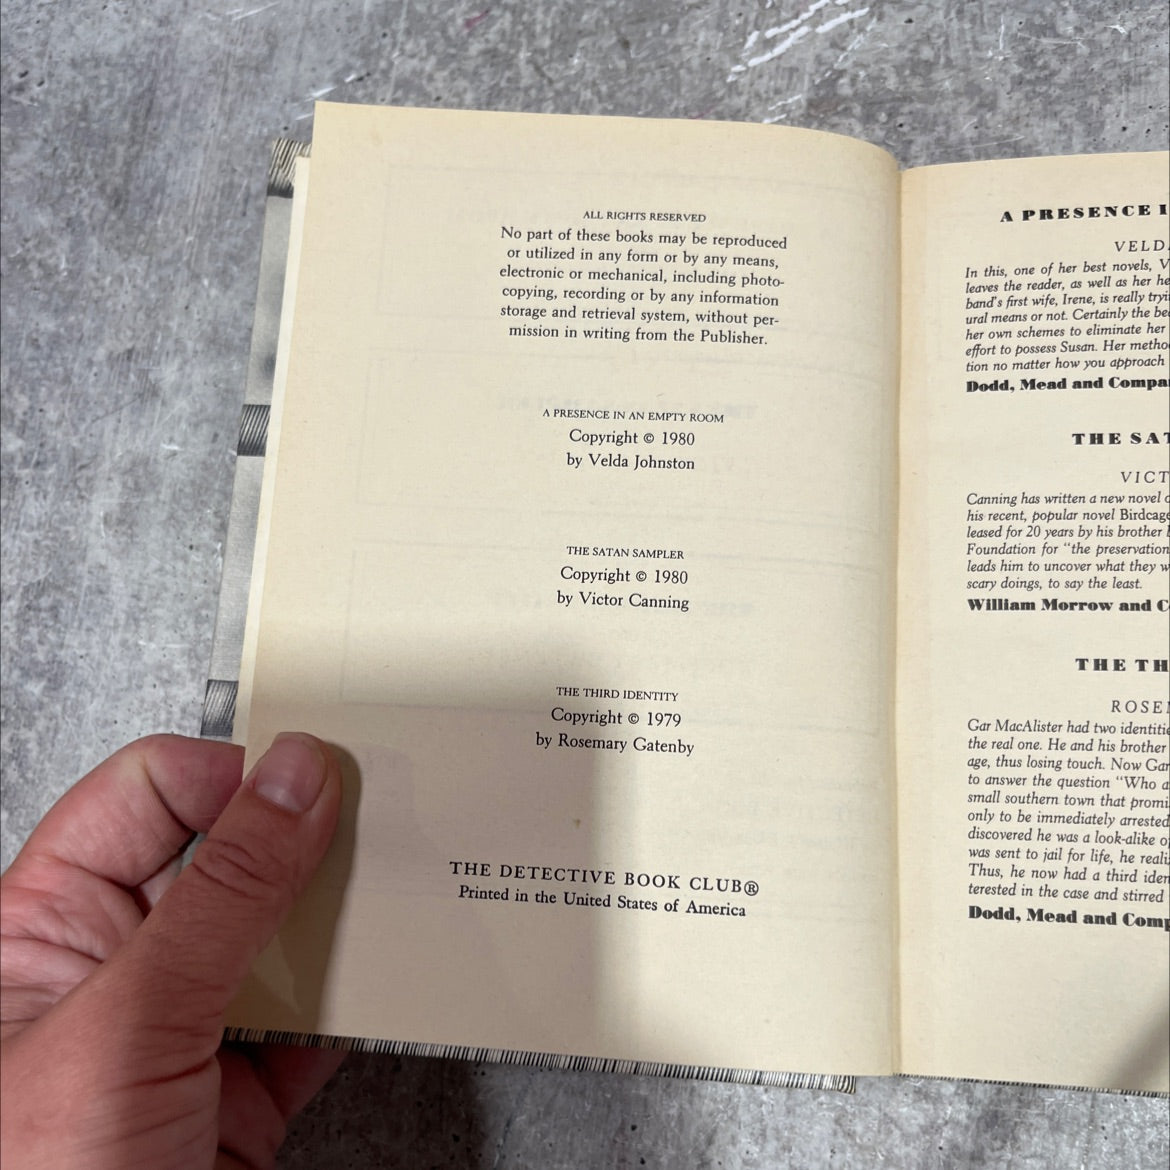 ALL RIGHTS RESERVED
No part of these books may be reproduced
or utilized in any form or by any means,
electronic or mechanical, including photo-
copying, recording or by any information
storage and retrieval system, without per-
mission in writing from the Publisher.
A PRESENCE IN AN EMPTY ROOM
Copyright © 1980
by Velda Johnston
THE SATAN SAMPLER
Copyright © 1980
by Victor Canning
THE THIRD IDENTITY
Copyright © 1979
by Rosemary Gatenby
THE DETECTIVE BOOK CLUB®
Printed in the United States of America
A PRESENCE I
VELD
In this, one of her best novels, V
leaves the reader, as well as her he
band's first wife, Irene, is really tryi
ural means or not. Certainly the be
her own schemes to eliminate her
effort to possess Susan. Her metho
tion no matter how you approach
Dodd, Mead and Compa
THE SAT
VICT
Canning has written a new novel
his recent, popular novel Birdcage
leased for 20 years by his brother
Foundation for "the preservation
leads him to uncover what they w
scary doings, to say the least.
William Morrow and C
THE TH
ROSE
Gar MacAlister had two identitie
the real one. He and his brother
age, thus losing touch. Now Gar
to answer the question "Who a
small southern town that promi
only to be immediately arrested
discovered he was a look-alike o
was sent to jail for life, he reali
Thus, he now had a third iden
terested in the case and stirred
Dodd, Mead and Comp